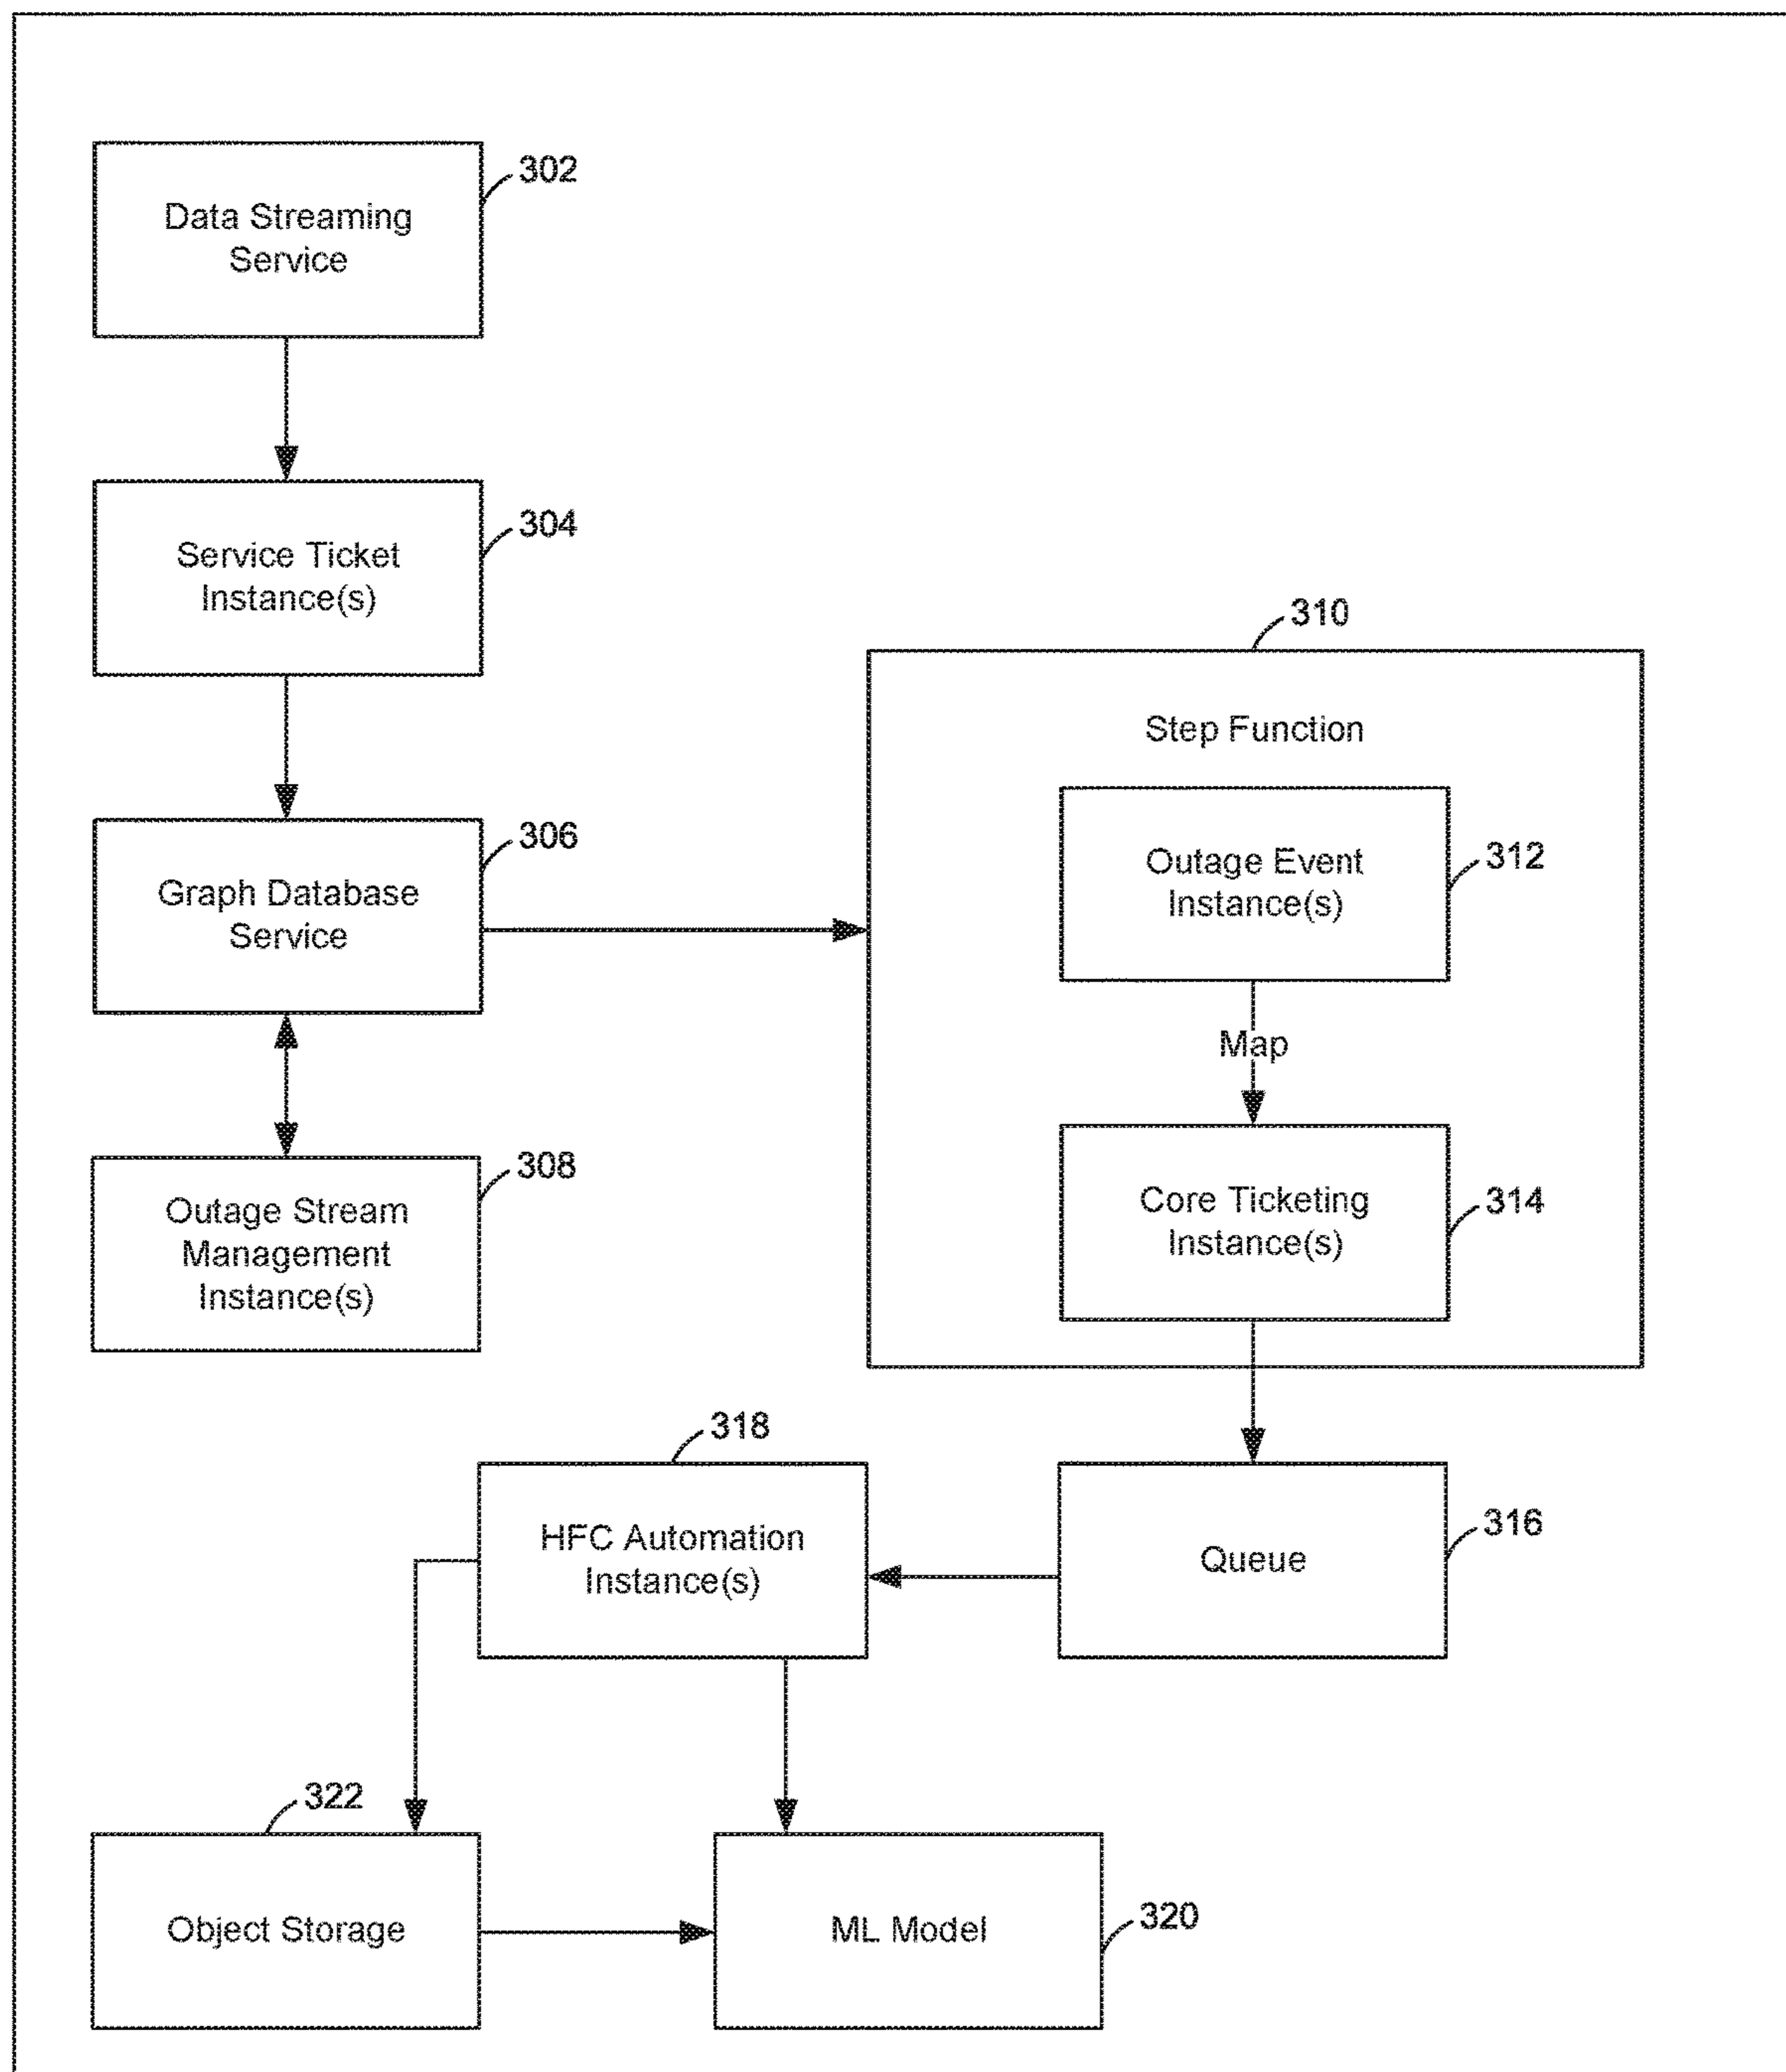 302
Data Streaming
Service
304
Service Ticket
Instance(s)
306
Graph Database
Service
308
Outage Stream
Management
Instance(s)
310
Step Function
312
Outage Event
Instance(s)
Map
314
Core Ticketing
Instance(s)
316
Queue
318
HFC Automation
Instance(s)
322
Object Storage
320
ML Model